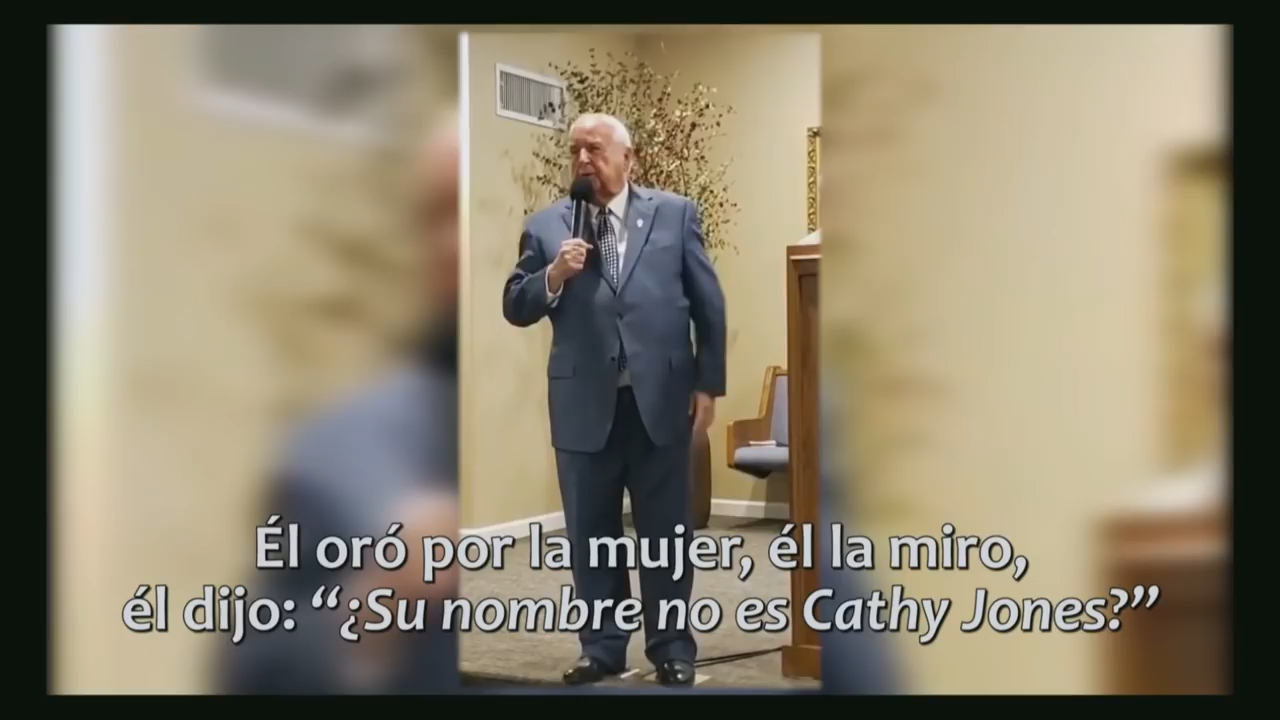 Él oró por la mujer, él la miro,
él dijo: “¿Su nombre no es Cathy Jones?”